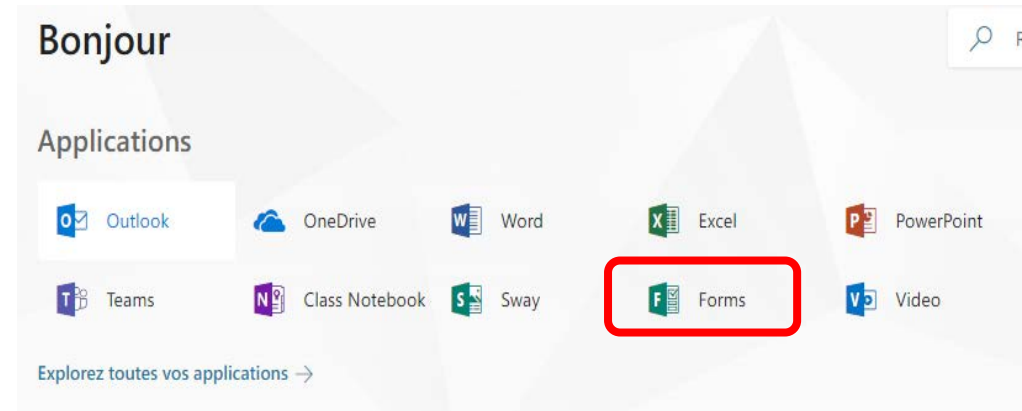 Bonjour
Applications
Outlook OneDrive Word Excel PowerPoint
Teams Class Notebook Sway Forms Video
Explorez toutes vos applications →